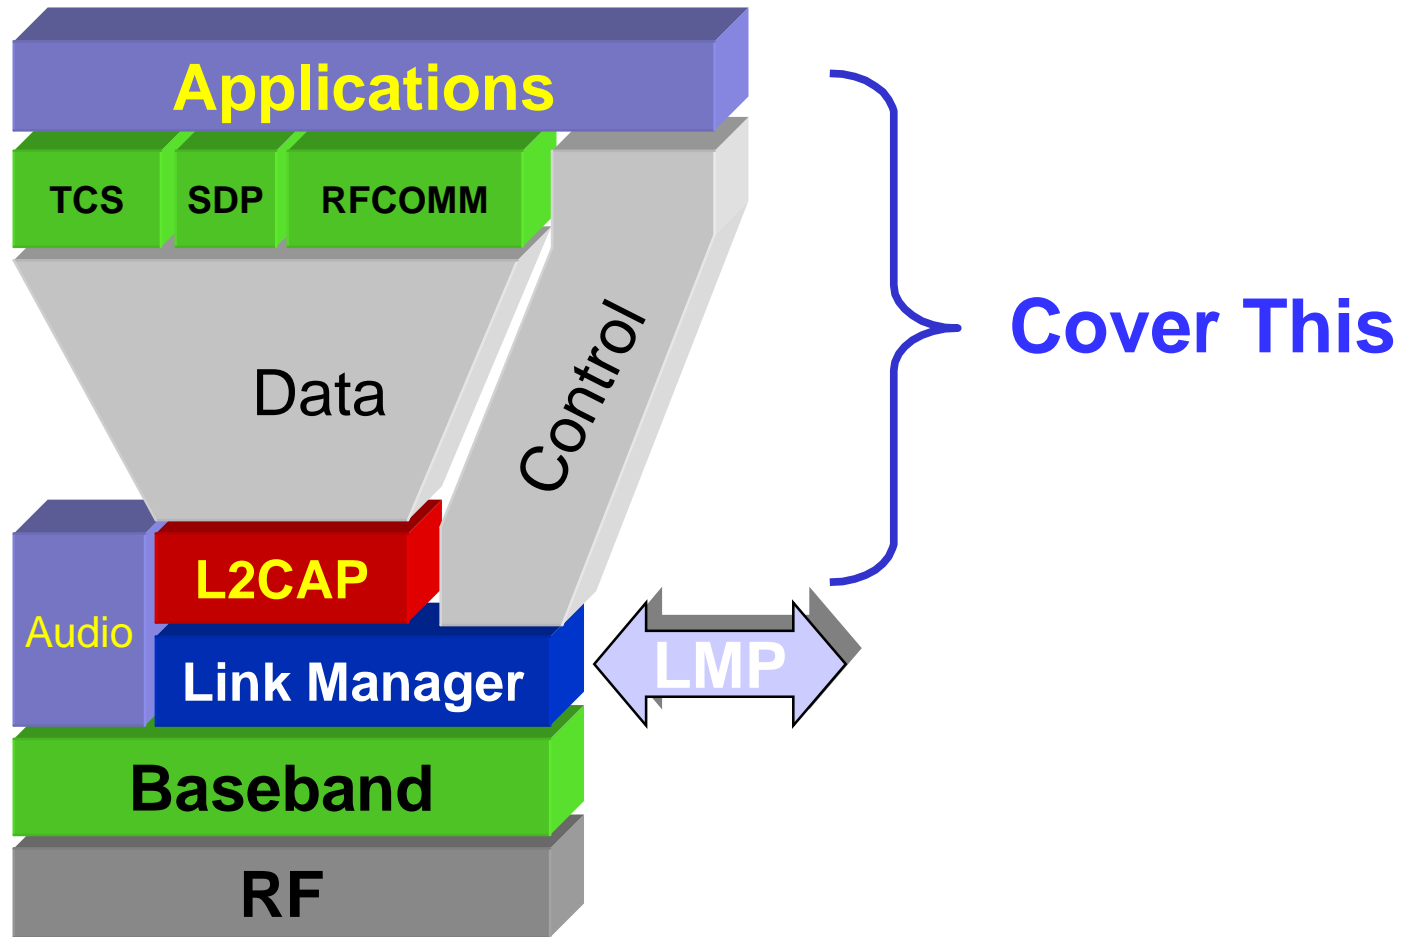 Applications
TCS
SDP
RFCOMM
Cover This
Data
Control
L2CAP
Audio
Link Manager
LMP
Baseband
RF